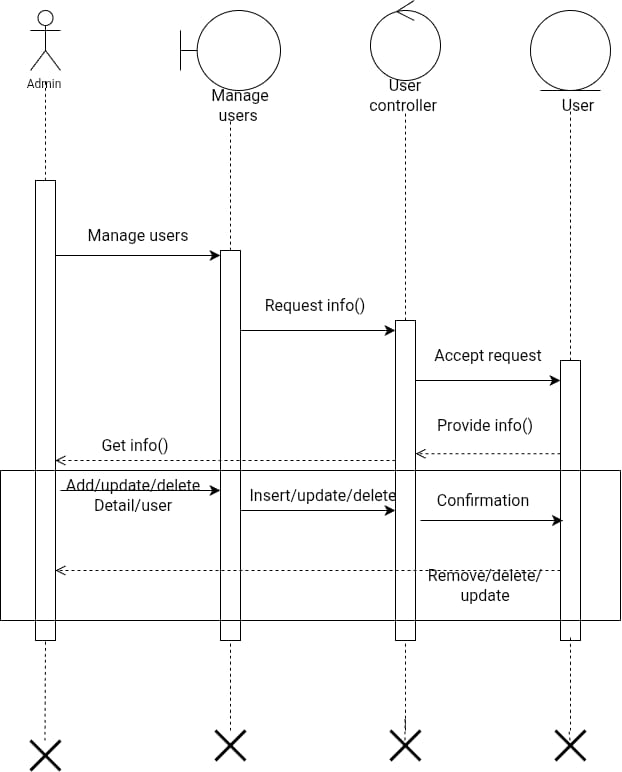 Admin
Manage
users
User
controller
User
Manage users
Request info()
Accept request
Provide info()
Get info()
Add/update/delete
Detail/user
Insert/update/delete
Confirmation
Remove/delete/
update